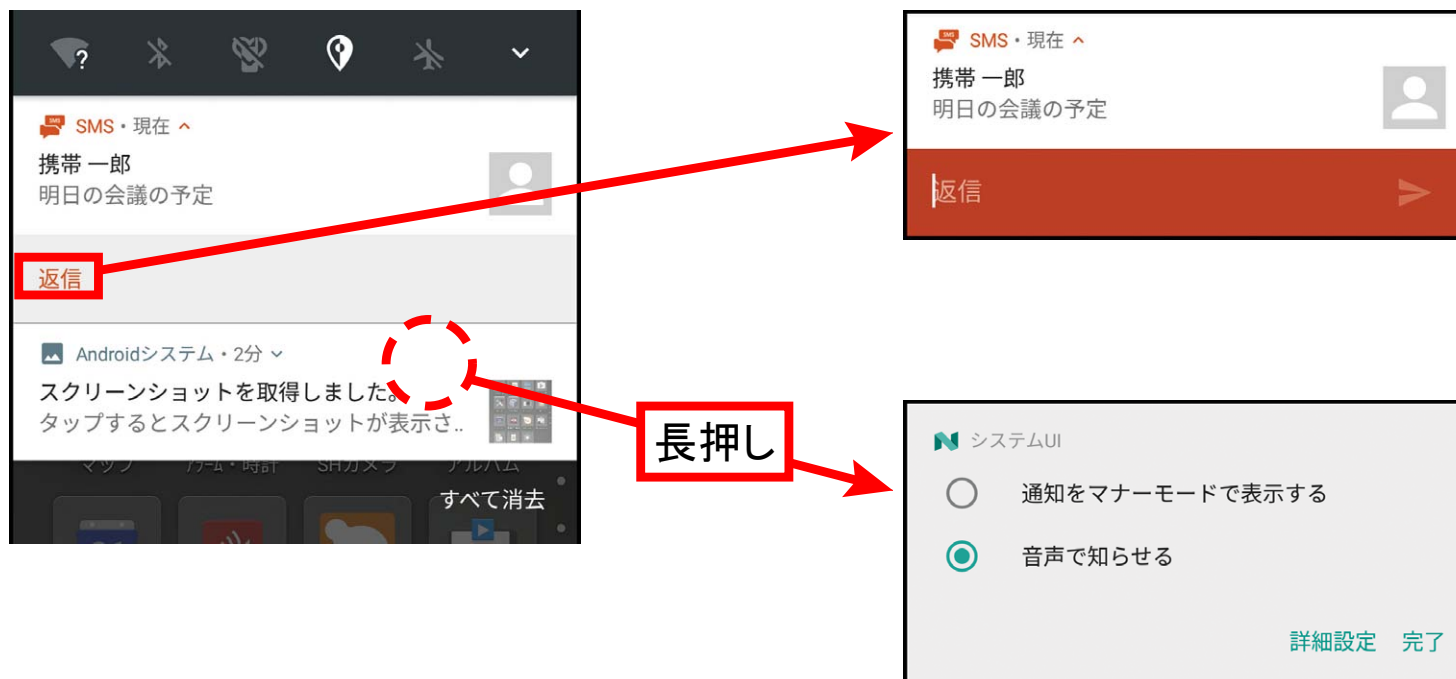 ?
SMS
SMS・現在
携帯 一郎
明日の会議の予定
返信
Androidシステム・2分
スクリーンショットを取得しました。
タップするとスクリーンショットが表示さ..
マップ
アラーム・時計
SHカメラ
アルバム
すべて消去
長押し
SMS
SMS・現在
携帯 一郎
明日の会議の予定
返信
システムUI
通知をマナーモードで表示する
音声で知らせる
詳細設定 完了